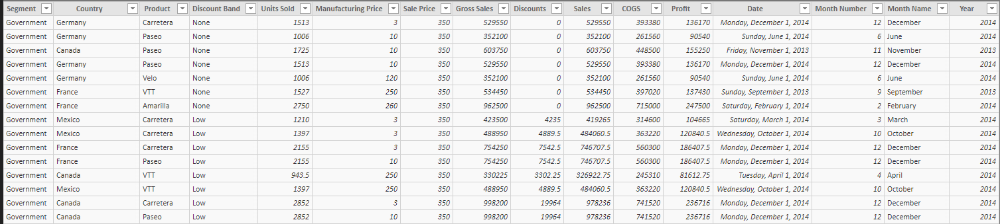 Segment Country Product Discount Band Units Sold Manufacturing Price Sale Price Gross Sales Discounts Sales COGS Profit Date Month Number Month Name Year
Government Germany Carretera None 1513 3 350 529550 0 529550 393380 136170 Monday, December 1, 2014 12 December 2014
Government Germany Paseo None 1006 10 350 352100 0 352100 261560 90540 Sunday, June 1, 2014 6 June 2014
Government Canada Paseo None 1725 10 350 603750 0 603750 448500 155250 Friday, November 1, 2013 11 November 2013
Government Germany Paseo None 1513 10 350 529550 0 529550 393380 136170 Monday, December 1, 2014 12 December 2014
Government Germany Velo None 1006 120 350 352100 0 352100 261560 90540 Sunday, June 1, 2014 6 June 2014
Government France VTT None 1527 250 350 534450 0 534450 397020 137430 Sunday, September 1, 2013 9 September 2013
Government France Amarilla None 2750 260 350 962500 0 962500 715000 247500 Saturday, February 1, 2014 2 February 2014
Government Mexico Carretera Low 1210 3 350 423500 4235 419265 314600 104665 Saturday, March 1, 2014 3 March 2014
Government Mexico Carretera Low 1397 3 350 488950 4889.5 484060.5 363220 120840.5 Wednesday, October 1, 2014 10 October 2014
Government France Carretera Low 2155 3 350 754250 7542.5 746707.5 560300 186407.5 Monday, December 1, 2014 12 December 2014
Government France Paseo Low 2155 10 350 754250 7542.5 746707.5 560300 186407.5 Monday, December 1, 2014 12 December 2014
Government Canada VTT Low 943.5 250 350 330225 3302.25 326922.75 245310 81612.75 Tuesday, April 1, 2014 4 April 2014
Government Mexico VTT Low 1397 250 350 488950 4889.5 484060.5 363220 120840.5 Wednesday, October 1, 2014 10 October 2014
Government Canada Carretera Low 2852 3 350 998200 19964 978236 741520 236716 Monday, December 1, 2014 12 December 2014
Government Canada Paseo Low 2852 10 350 998200 19964 978236 741520 236716 Monday, December 1, 2014 12 December 2014